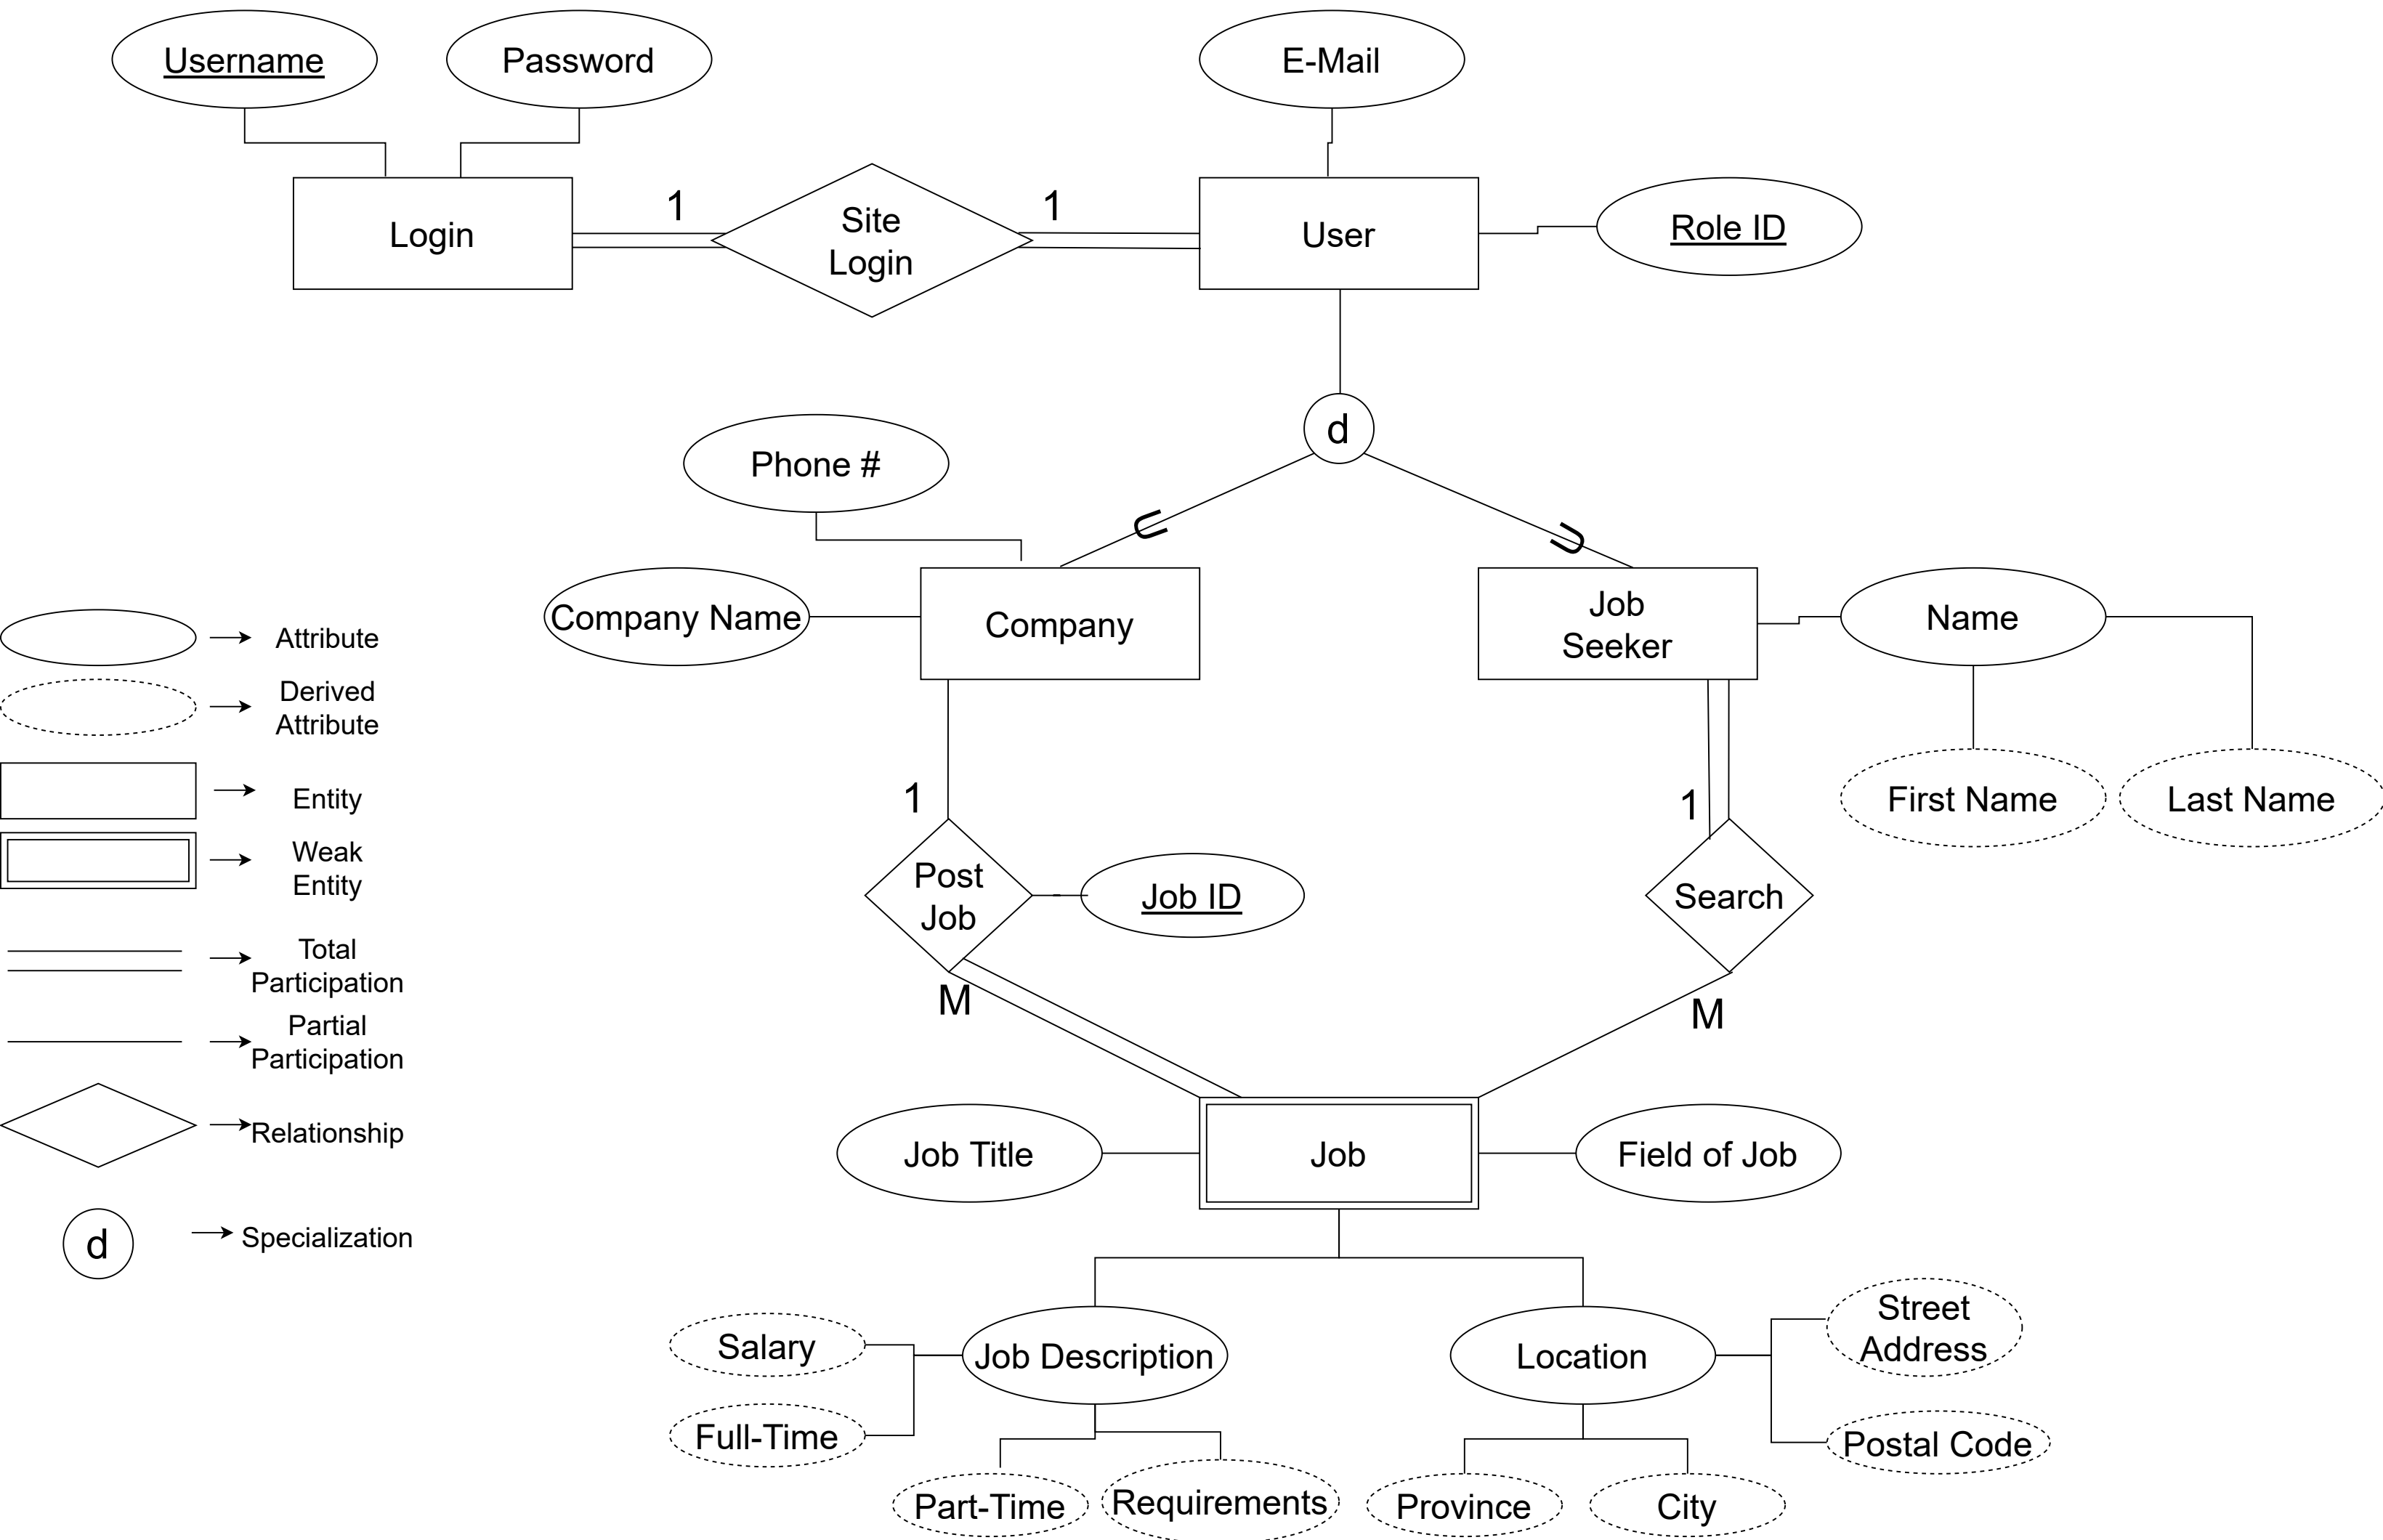 Username
Password
E-Mail
Login
1
Site
Login
1
User
Role ID
d
Phone #
U
U
Company Name
Company
Job
Seeker
Name
First Name
Last Name
1
1
Post
Job
Job ID
Search
M
M
Job Title
Job
Field of Job
Salary
Job Description
Location
Street
Address
Full-Time
Postal Code
Part-Time
Requirements
Province
City
Attribute
Derived
Attribute
Entity
Weak
Entity
Total
Participation
Partial
Participation
Relationship
d
Specialization